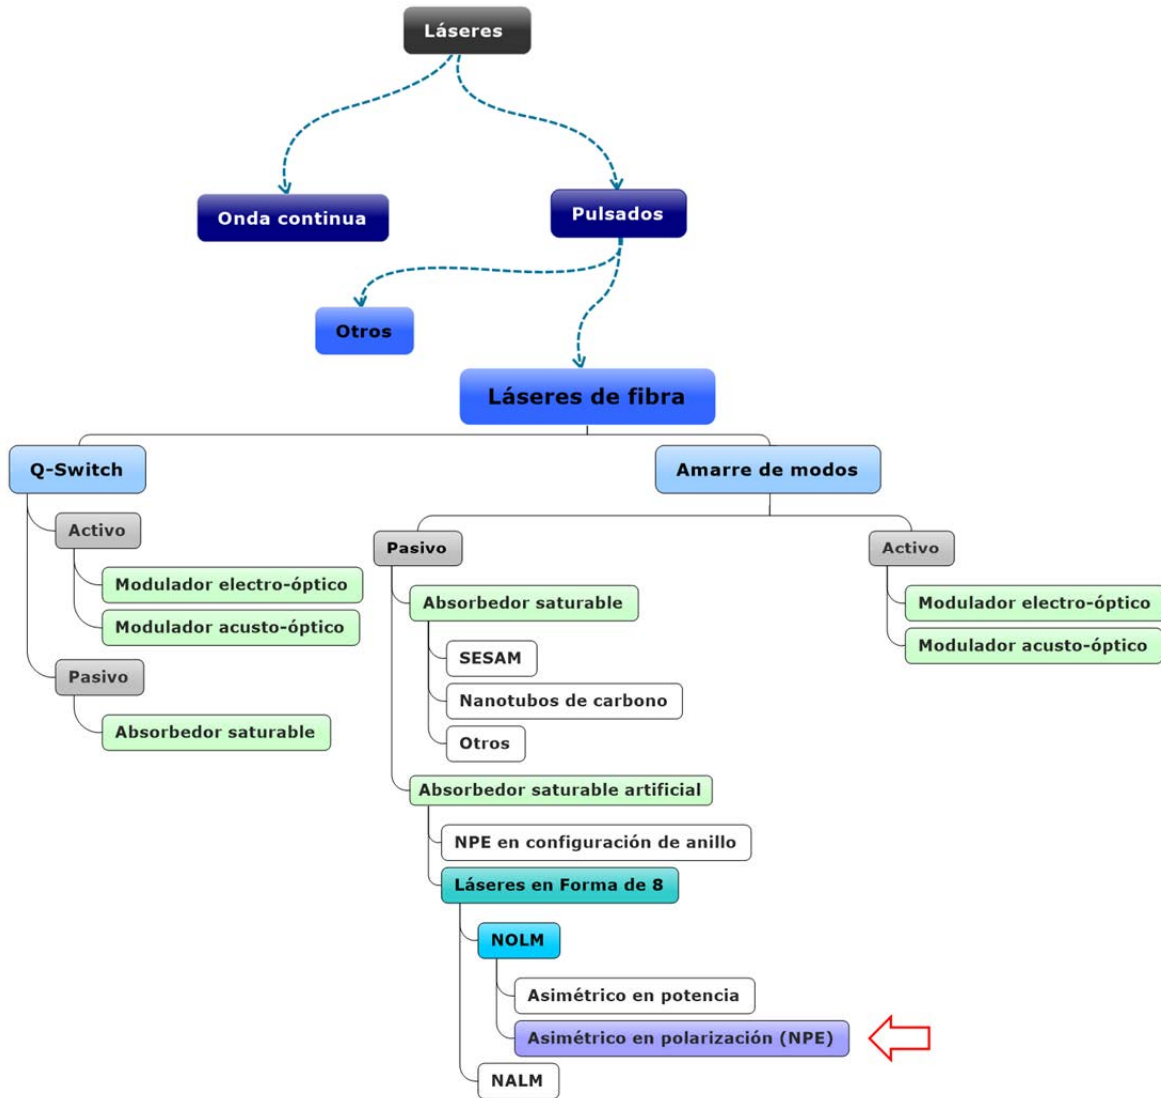 Láseres
Onda continua
Pulsados
Otros
Láseres de fibra
Q-Switch
Activo
Modulador electro-óptico
Modulador acusto-óptico
Pasivo
Absorbedor saturable
Amarre de modos
Pasivo
Absorbedor saturable
SESAM
Nanotubos de carbono
Otros
Absorbedor saturable artificial
NPE en configuración de anillo
Láseres en Forma de 8
NOLM
Asimétrico en potencia
Asimétrico en polarización (NPE)
NALM
Activo
Modulador electro-óptico
Modulador acusto-óptico